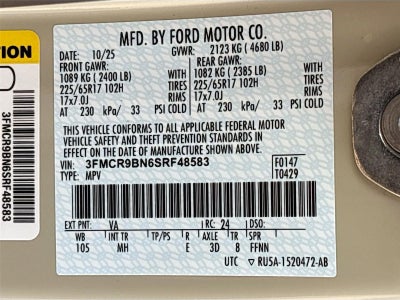 CAUTION
3FMCR9BN6SRF48583
MFD. BY FORD MOTOR CO.
DATE: 10/25 GVWR: 2123 KG ( 4680 LB)
FRONT GAWR: REAR GAWR:
1089 KG ( 2400 LB) 1082 KG ( 2385 LB)
225/65R17 102H TIRES 225/65R17 102H
17x7.0J RIMS 17x7.0J
AT 230 kPa/ 33 PSI COLD AT 230 kPa/ 33 PSI COLD
THIS VEHICLE CONFORMS TO ALL APPLICABLE FEDERAL MOTOR
VEHICLE SAFETY AND THEFT PREVENTION STANDARDS IN
EFFECT ON THE DATE OF MANUFACTURE SHOWN ABOVE.
VIN: 3FMCR9BN6SRF48583 F0147
TYPE: MPV T0429
EXT PNT: VA RC: 24 DSO:
WB INT TR TP/PS R AXLE TR SPR
105 MH E 3D 8 FFNN
UTC ▽ RU5A-1520472-AB